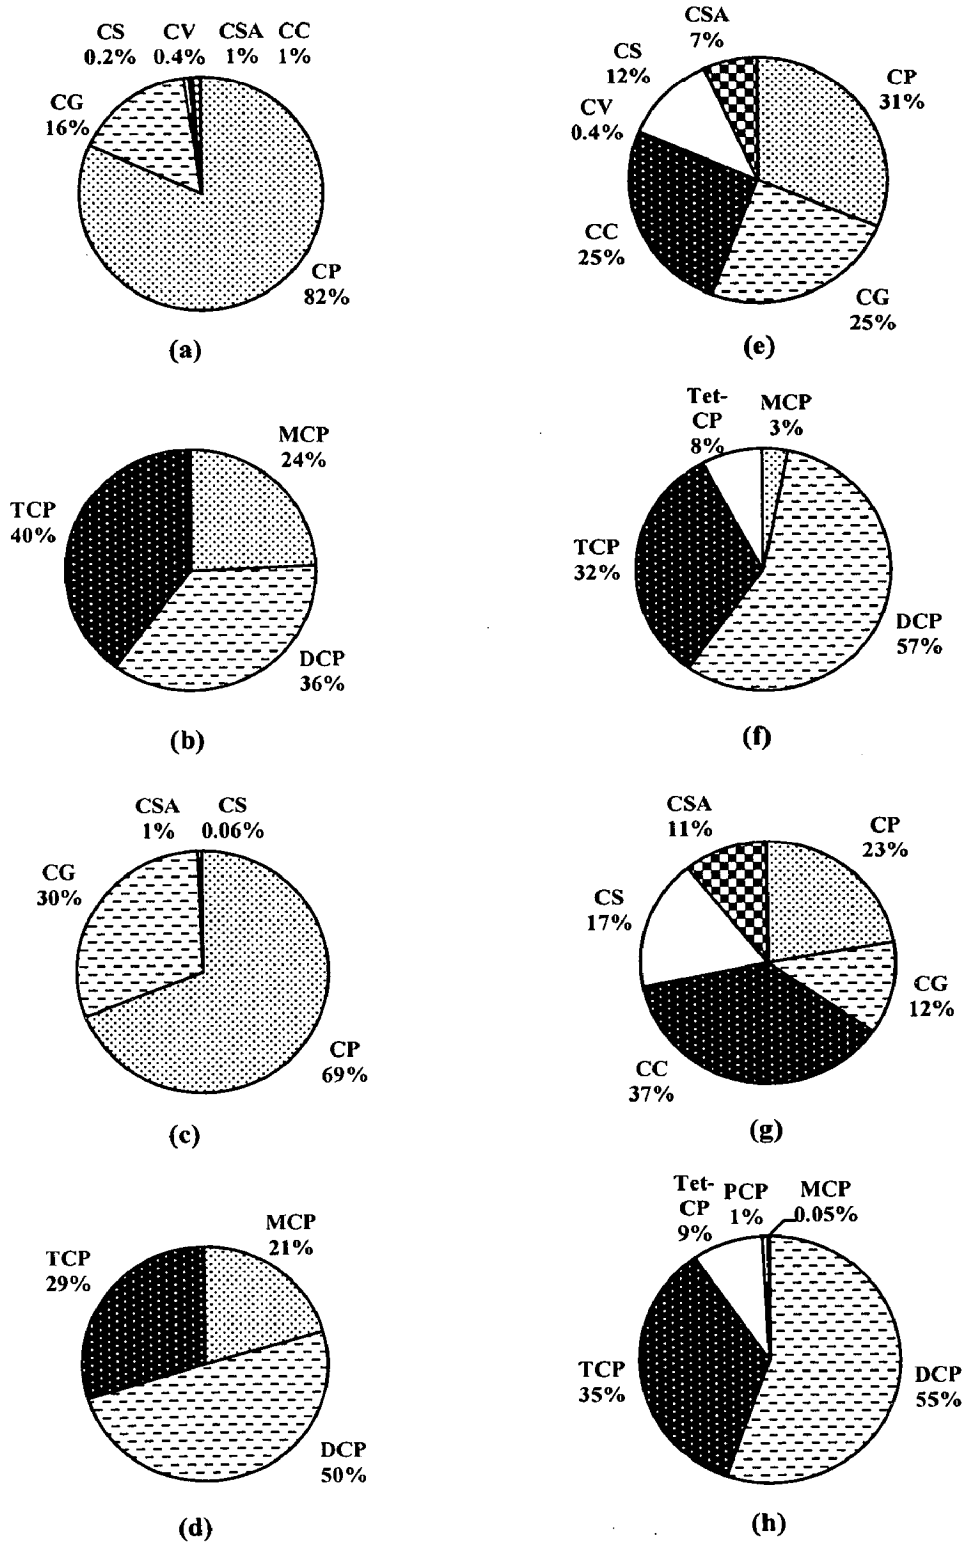 CS CV CSA CC
0.2% 0.4% 1% 1%
CG
16%
CP
82%
(a)
CSA
7%
CS
12%
CP
31%
CV
0.4%
CC
25%
CG
25%
(e)
MCP
24%
TCP
40%
DCP
36%
(b)
Tet-
CP
8%
MCP
3%
TCP
32%
DCP
57%
(f)
CSA CS
1% 0.06%
CG
30%
CP
69%
(c)
CSA
11%
CP
23%
CS
17%
CG
12%
CC
37%
(g)
MCP
21%
TCP
29%
DCP
50%
(d)
Tet-
CP
9%
PCP
1%
MCP
0.05%
TCP
35%
DCP
55%
(h)